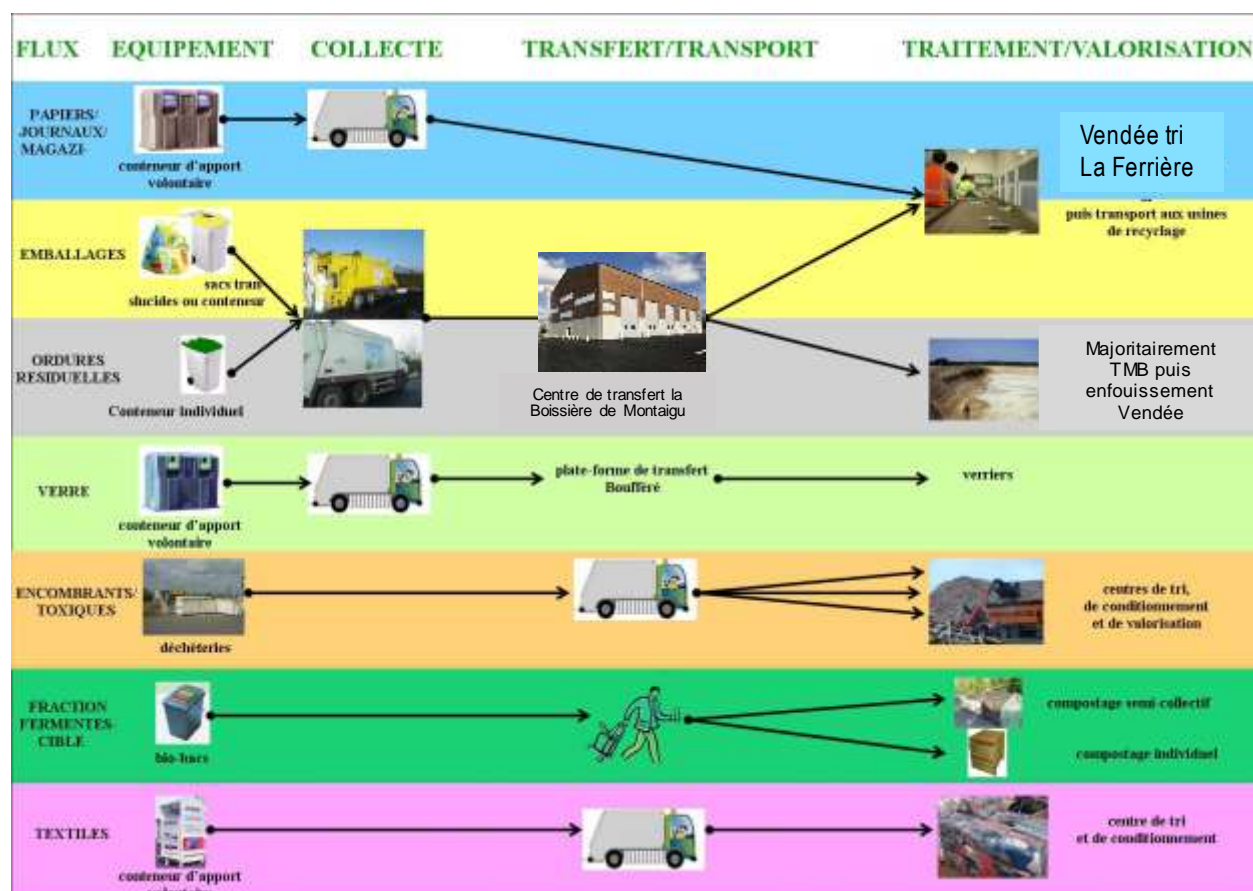 FLUX EQUIPEMENT COLLECTE TRANSFERT/TRANSPORT TRAITEMENT/VALORISATION
PAPIERS/
JOURNAUX/
MAGAZI-
conteneur d'apport
volontaire
Vendée tri
La Ferrière
puis transport aux usines
de recyclage
EMBALLAGES
sacs tran-
slucides ou conteneur
ORDURES
RESIDUELLES
Conteneur individuel
Centre de transfert la
Boissière de Montaigu
Majoritairement
TMB puis
enfouissement
Vendée
VERRE
conteneur d'apport
volontaire
plate-forme de transfert
Boufféré
verriers
ENCOMBRANTS/
TOXIQUES
déchèteries
centres de tri,
de conditionnement
et de valorisation
FRACTION
FERMENTES-
CIBLE
bio-bacs
compostage semi collectif
compostage individuel
TEXTILES
conteneur d'apport
volontaire
centre de tri
et de conditionnement